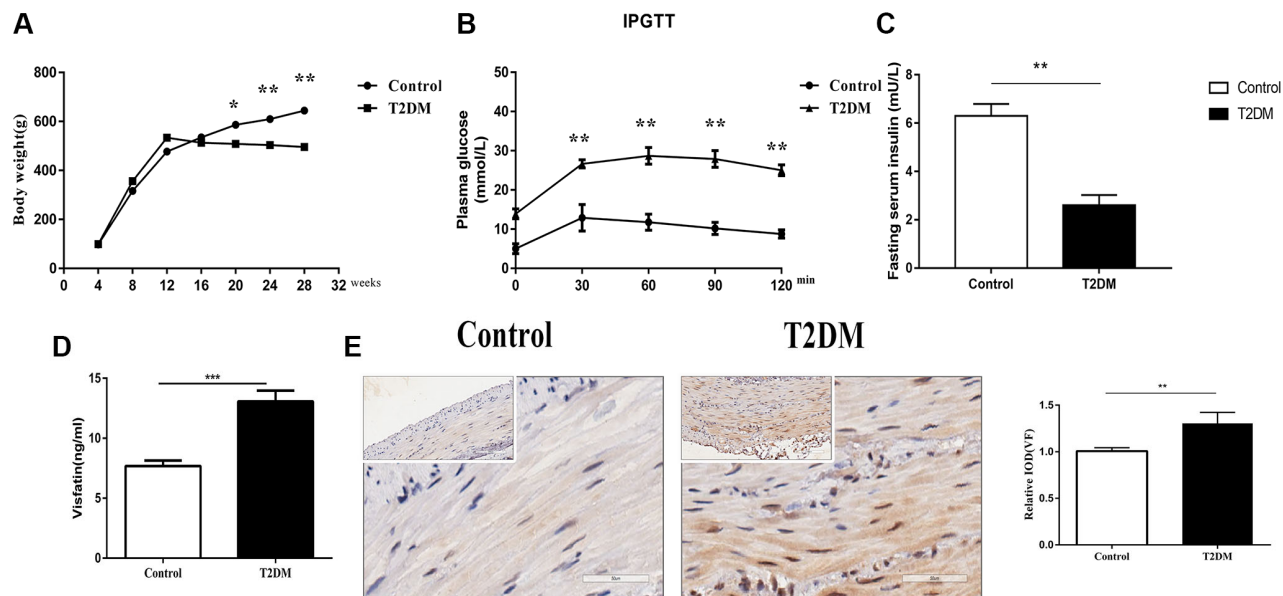 A
Body weight(g)
800
600
400
200
0
0 4 8 12 16 20 24 28 32 weeks
* ** **
Control
T2DM
B
IPGTT
Plasma glucose
(mmol/L)
50
40
30
20
10
0
0 30 60 90 120 min
** ** ** **
Control
T2DM
C
Fasting serum insulin (mU/L)
8
6
4
2
0
**
Control T2DM
Control
T2DM
D
Visfatin(ng/ml)
15
10
5
0
***
Control T2DM
E
Control T2DM
Relative IOD(VF)
1.5
1.0
0.5
0.0
**
Control T2DM